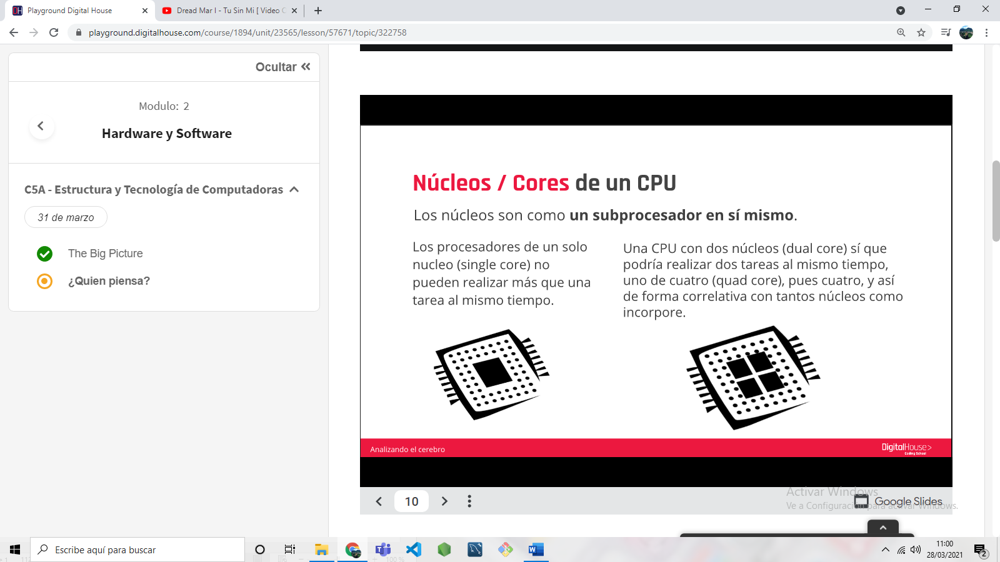 Playground Digital House
Dread Mar I - Tu Sin Mi [ Video C
playground.digitalhouse.com/course/1894/unit/23565/lesson/57671/topic/322758
Ocultar
Modulo: 2
Hardware y Software
C5A - Estructura y Tecnología de Computadoras
31 de marzo
The Big Picture
¿Quien piensa?
Núcleos / Cores de un CPU
Los núcleos son como un subprocesador en sí mismo.
Los procesadores de un solo
nucleo (single core) no
pueden realizar más que una
tarea al mismo tiempo.
Una CPU con dos núcleos (dual core) sí que
podría realizar dos tareas al mismo tiempo,
uno de cuatro (quad core), pues cuatro, y así
de forma correlativa con tantos núcleos como
incorpore.
Analizando el cerebro
DigitalHouse>
Coding School
10
Google Slides
Activar Windows
Ve a Configuración para activar Windows.
Escribe aquí para buscar
11:00
28/03/2021
2